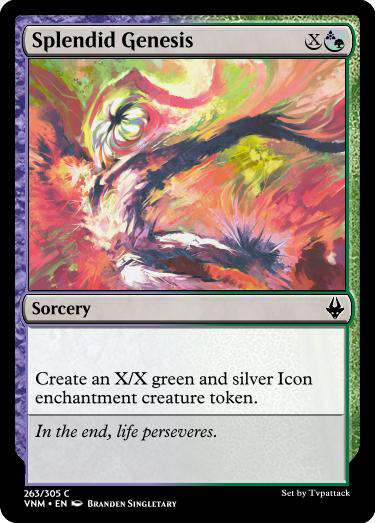 Splendid Genesis X
Sorcery
Create an X/X green and silver Icon
enchantment creature token.
In the end, life perseveres.
263/305 C
VNM • EN Branden Singletary
Set by Tvpattack